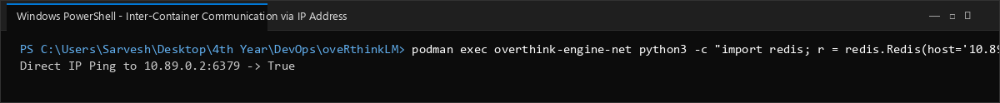 Windows PowerShell - Inter-Container Communication via IP Address
PS C:\Users\Sarvesh\Desktop\4th Year\DevOps\oveRthinkLM> podman exec overthink-engine-net python3 -c "import redis; r = redis.Redis(host='10.89
Direct IP Ping to 10.89.0.2:6379 -> True